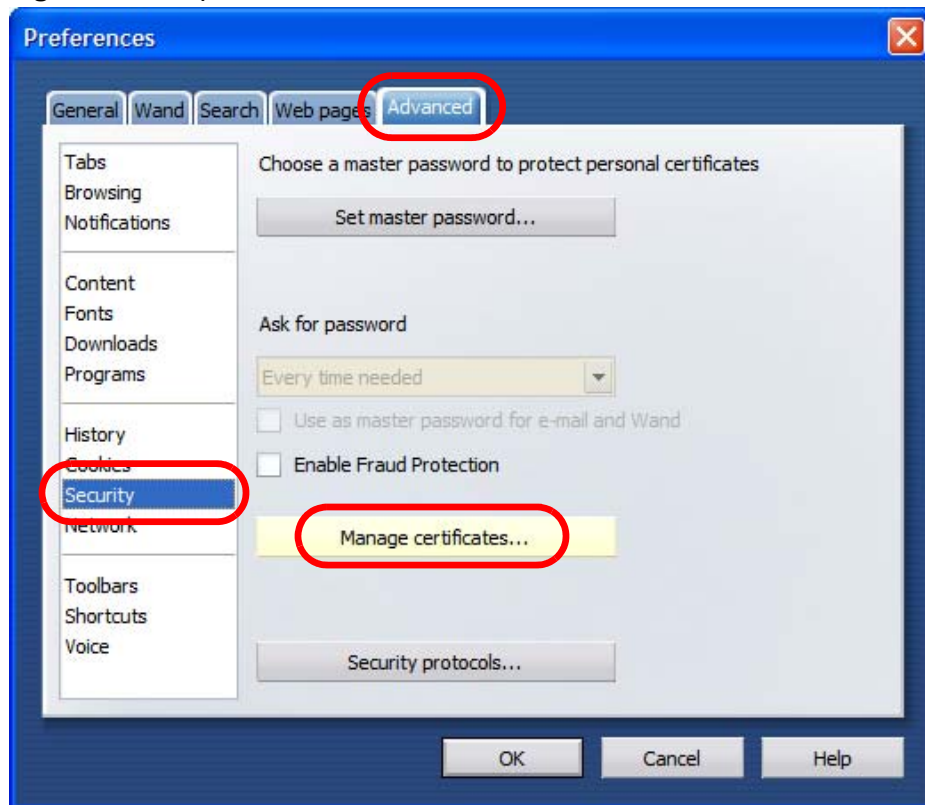 Preferences
General Wand Search Web pages Advanced
Tabs
Browsing
Notifications
Content
Fonts
Downloads
Programs
History
Cookies
Security
Network
Toolbars
Shortcuts
Voice
Choose a master password to protect personal certificates
Set master password...
Ask for password
Every time needed
Use as master password for e-mail and Wand
Enable Fraud Protection
Manage certificates...
Security protocols...
OK Cancel Help